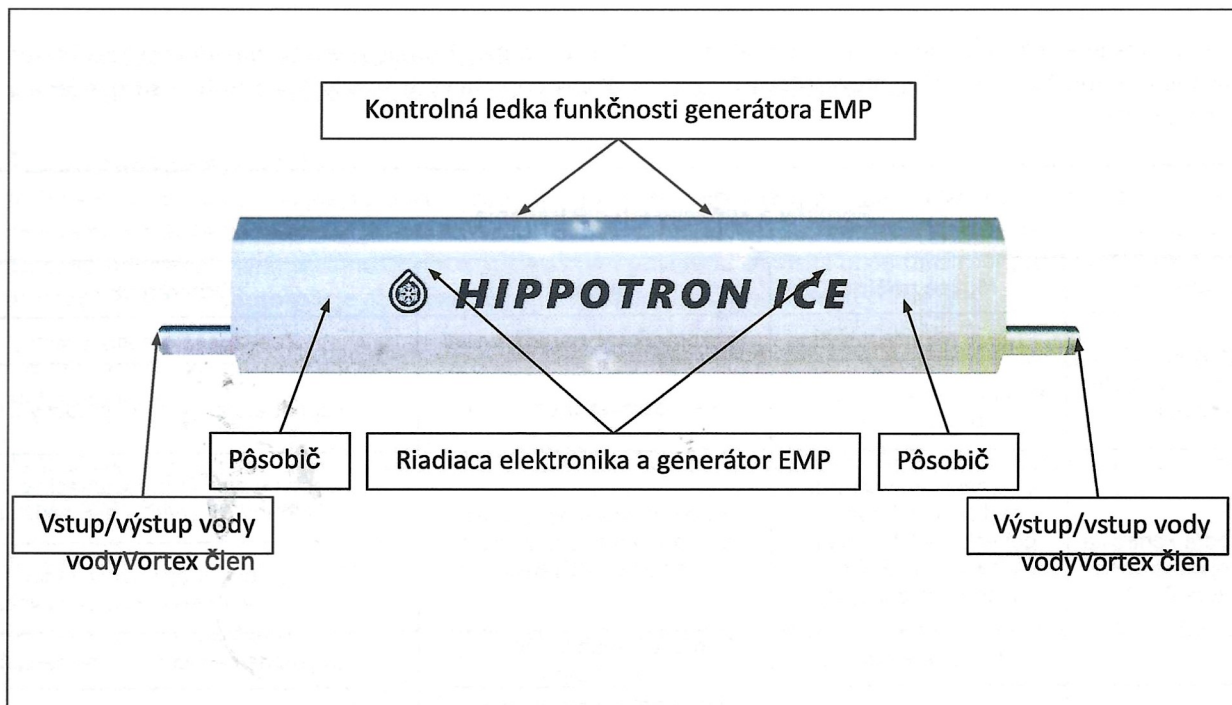 Kontrolná ledka funkčnosti generátora EMP
HIPPOTRON ICE
Pôsobič
Riadiaca elektronika a generátor EMP
Pôsobič
Vstup/výstup vody
vodyVortex člen
Výstup/vstup vody
vodyVortex člen